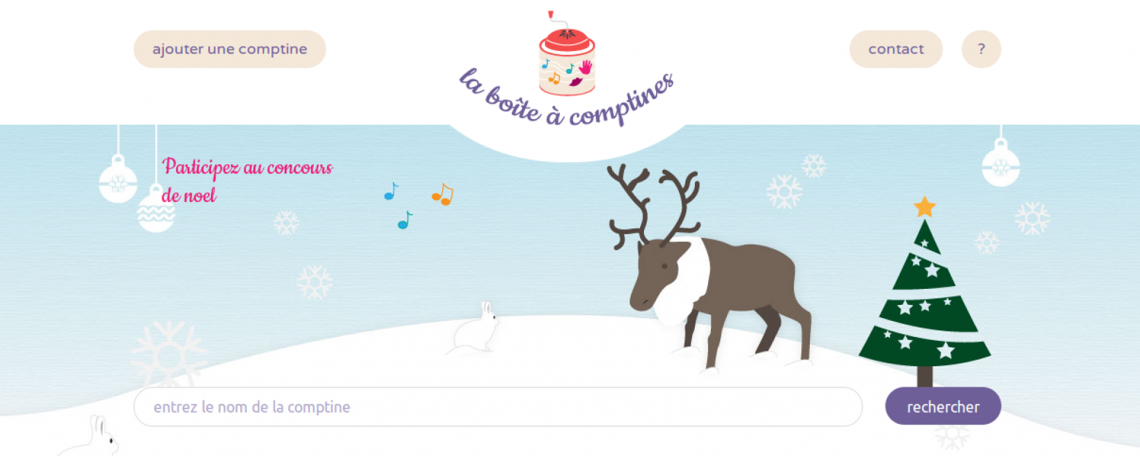 ajouter une comptine
la boîte à comptines
contact
?
Participez au concours
de noel
entrez le nom de la comptine
rechercher